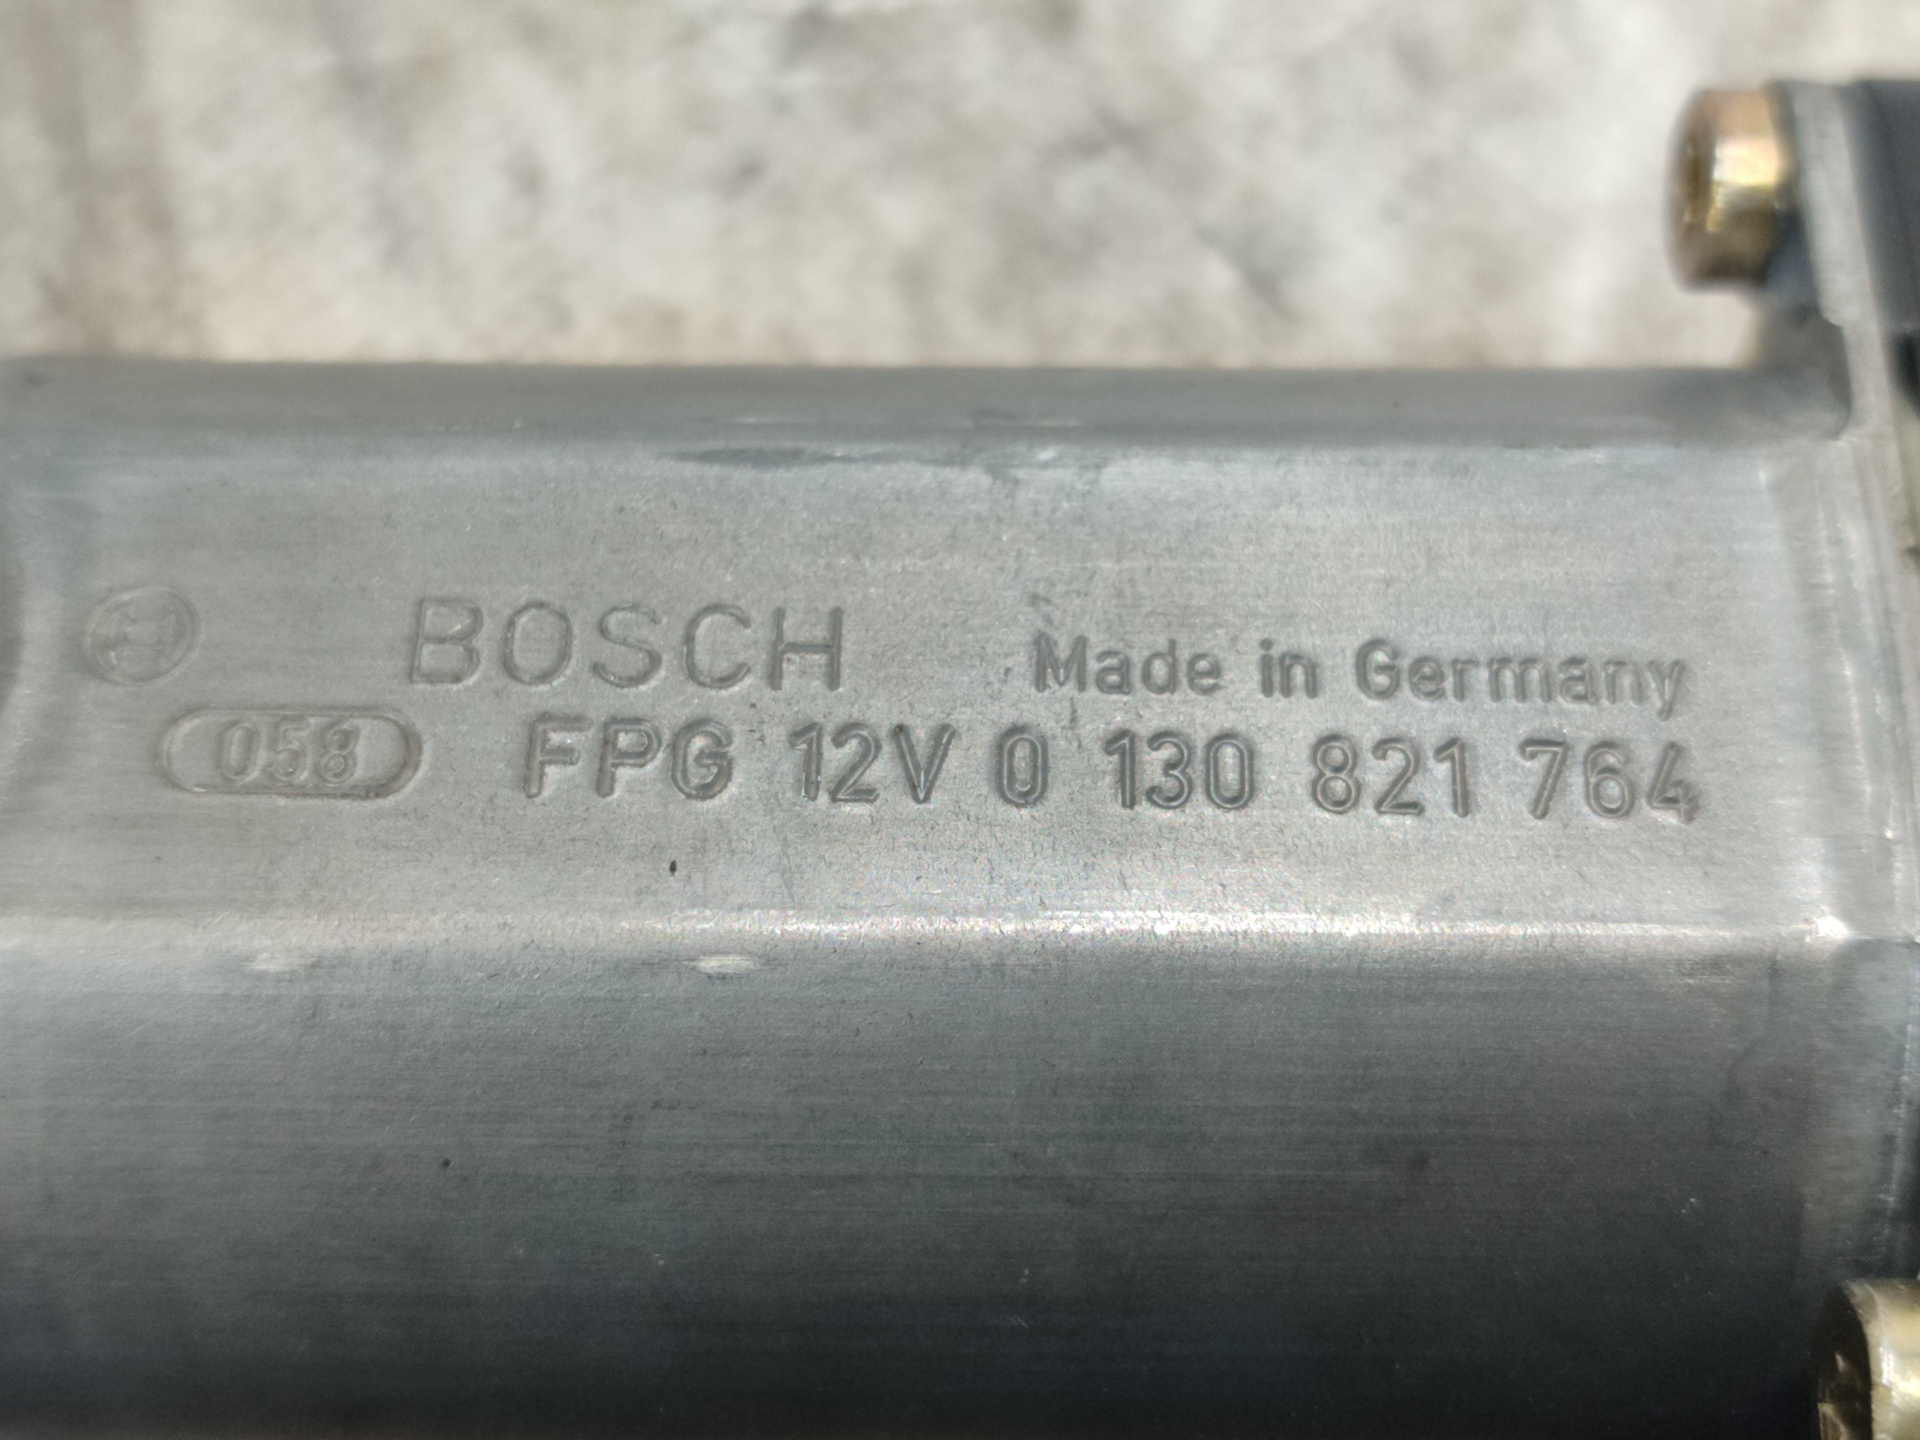 BOSCH Made in Germany
058 FPG 12V 0 130 821 764